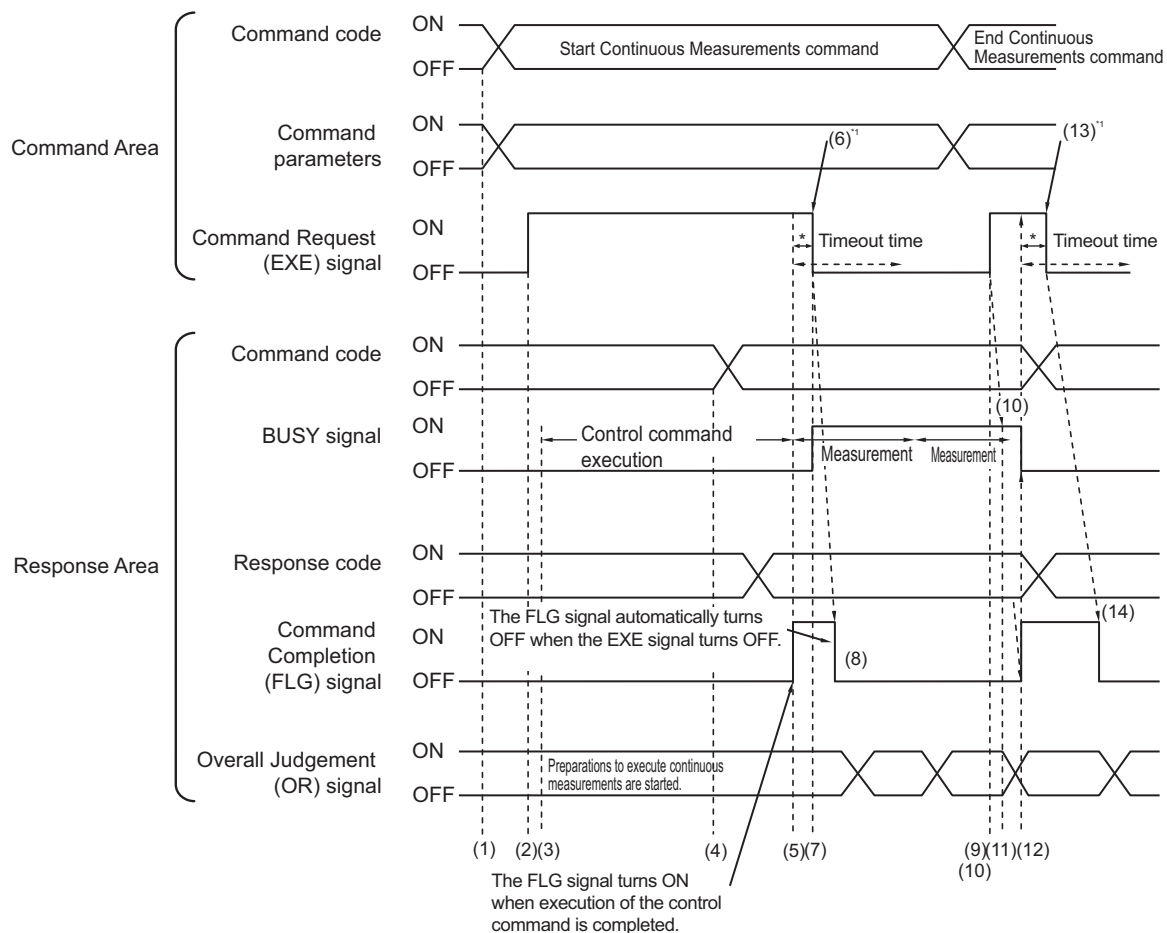 Command Area
Command code
ON
OFF
Start Continuous Measurements command
End Continuous
Measurements command
Command
parameters
ON
OFF
(6)*1
(13)*1
Command Request
(EXE) signal
ON
OFF
*
Timeout time
*
Timeout time
Response Area
Command code
ON
OFF
(10)
BUSY signal
ON
OFF
Control command
execution
Measurement
Measurement
Response code
ON
OFF
The FLG signal automatically turns
OFF when the EXE signal turns OFF.
Command
Completion
(FLG) signal
ON
OFF
(8)
(14)
Overall Judgement
(OR) signal
ON
OFF
Preparations to execute continuous
measurements are started.
(1)
(2)(3)
(4)
(5)(7)
(9)(11)(12)
(10)
The FLG signal turns ON
when execution of the control
command is completed.